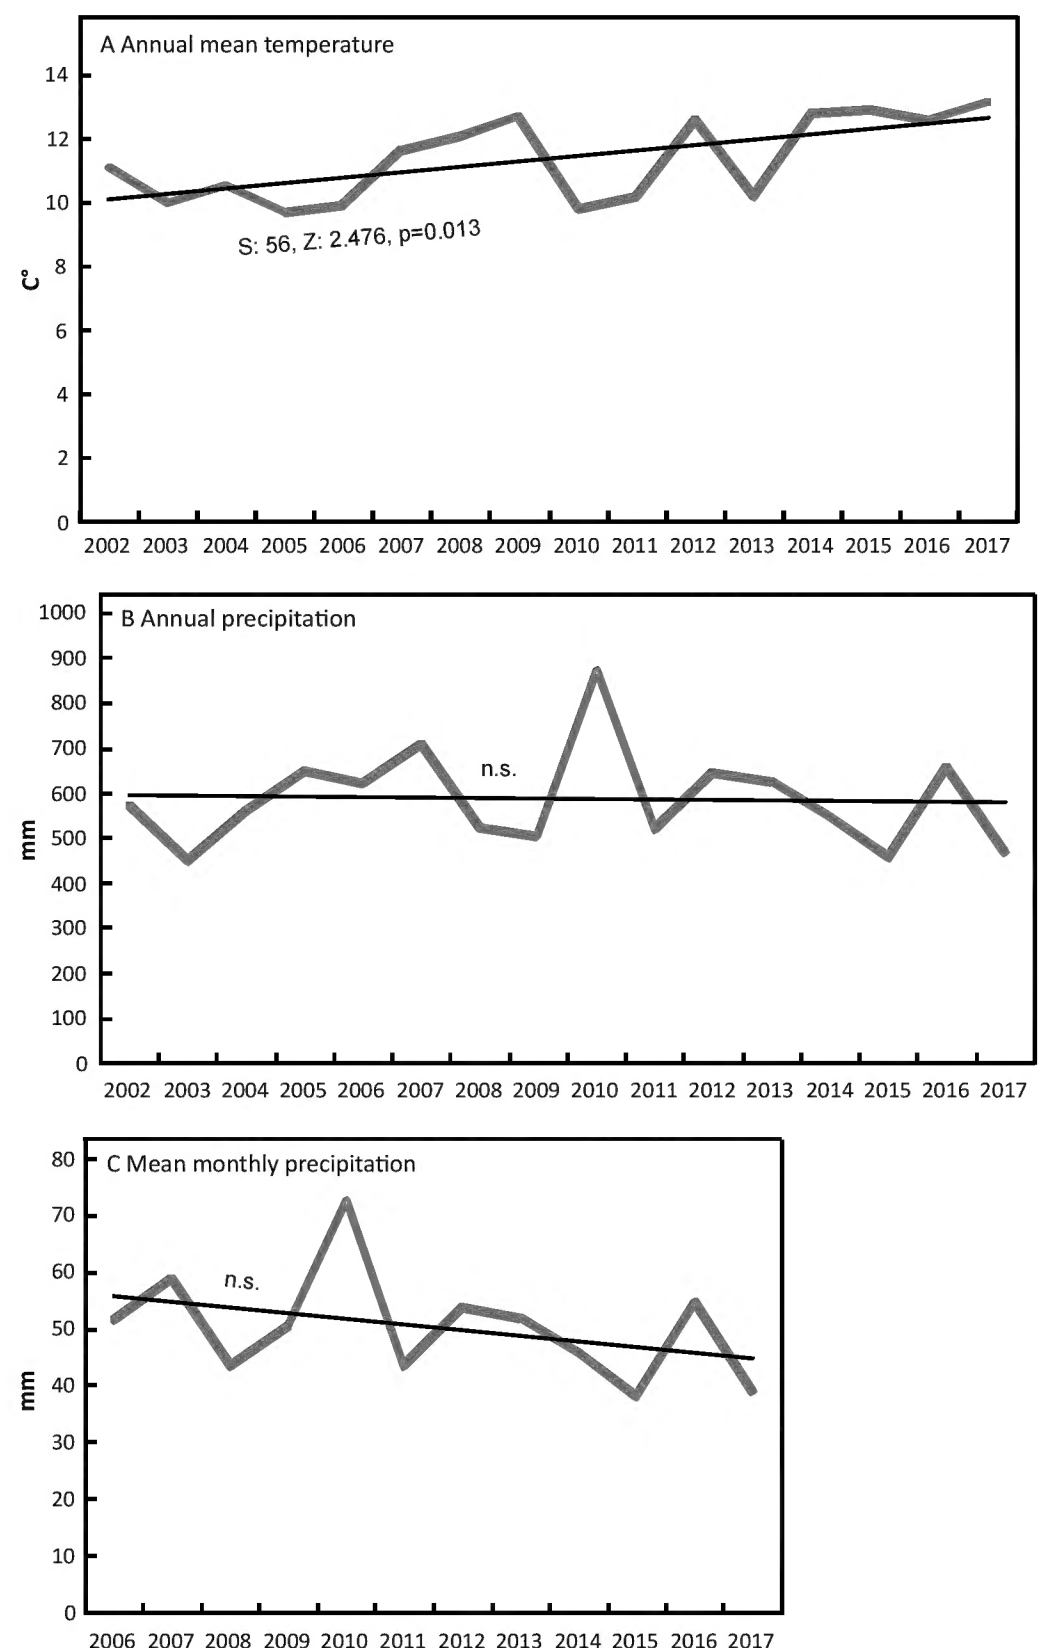 A Annual mean temperature
14
12
10
8
6
4
2
0
C°
S: 56, Z: 2.476, p=0.013
2002 2003 2004 2005 2006 2007 2008 2009 2010 2011 2012 2013 2014 2015 2016 2017
B Annual precipitation
1000
900
800
700
600
500
400
300
200
100
0
mm
n.s.
2002 2003 2004 2005 2006 2007 2008 2009 2010 2011 2012 2013 2014 2015 2016 2017
C Mean monthly precipitation
80
70
60
50
40
30
20
10
0
mm
n.s.
2006 2007 2008 2009 2010 2011 2012 2013 2014 2015 2016 2017